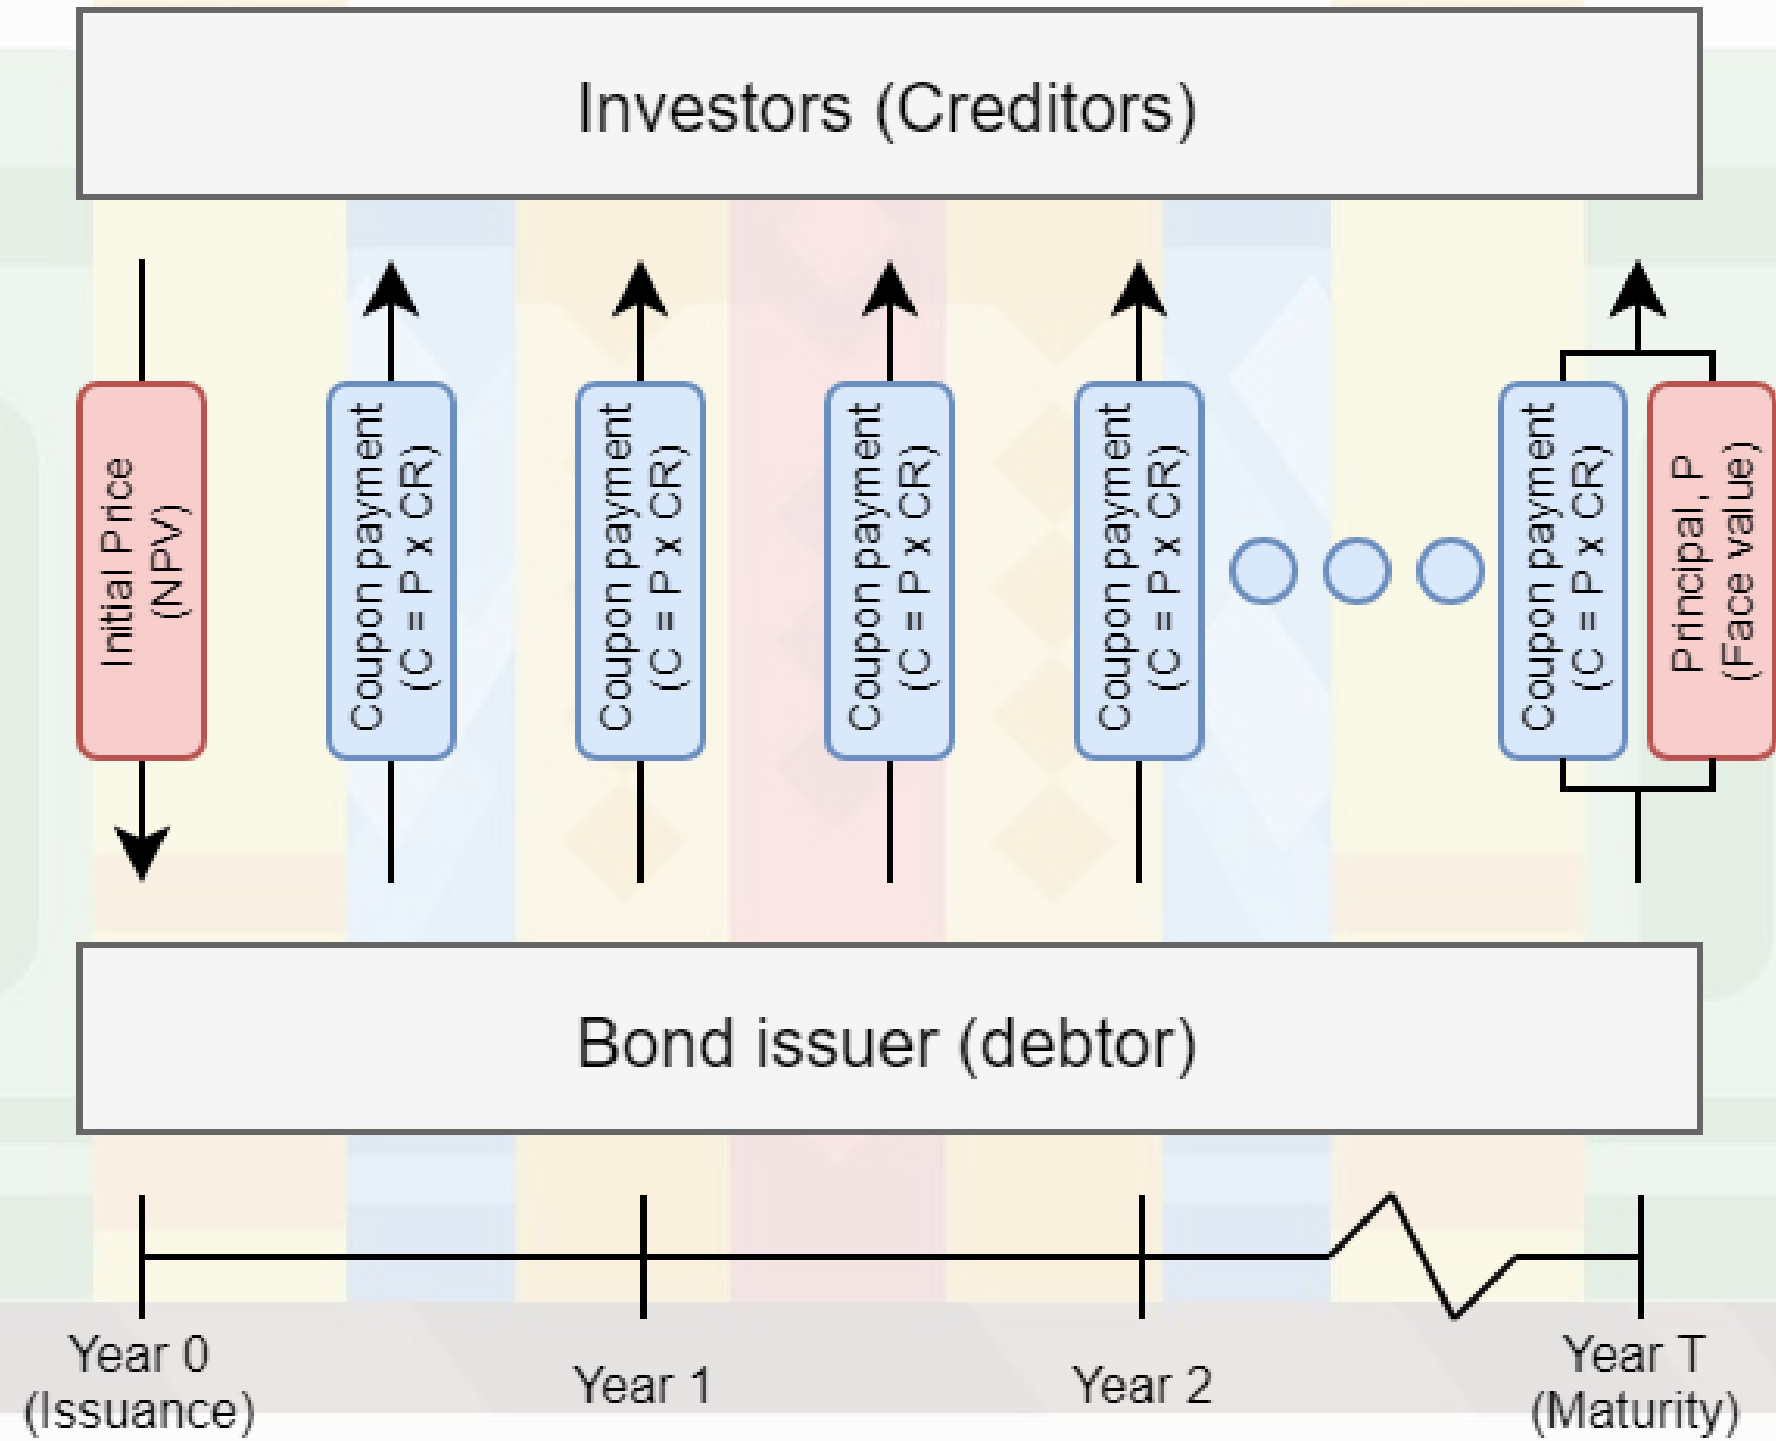 Investors (Creditors)
Initial Price
(NPV)
Coupon payment
(C = P x CR)
Coupon payment
(C = P x CR)
Coupon payment
(C = P x CR)
Coupon payment
(C = P x CR)
Coupon payment
(C = P x CR)
Principal, P
(Face value)
Bond issuer (debtor)
Year 0
(Issuance)
Year 1
Year 2
Year T
(Maturity)